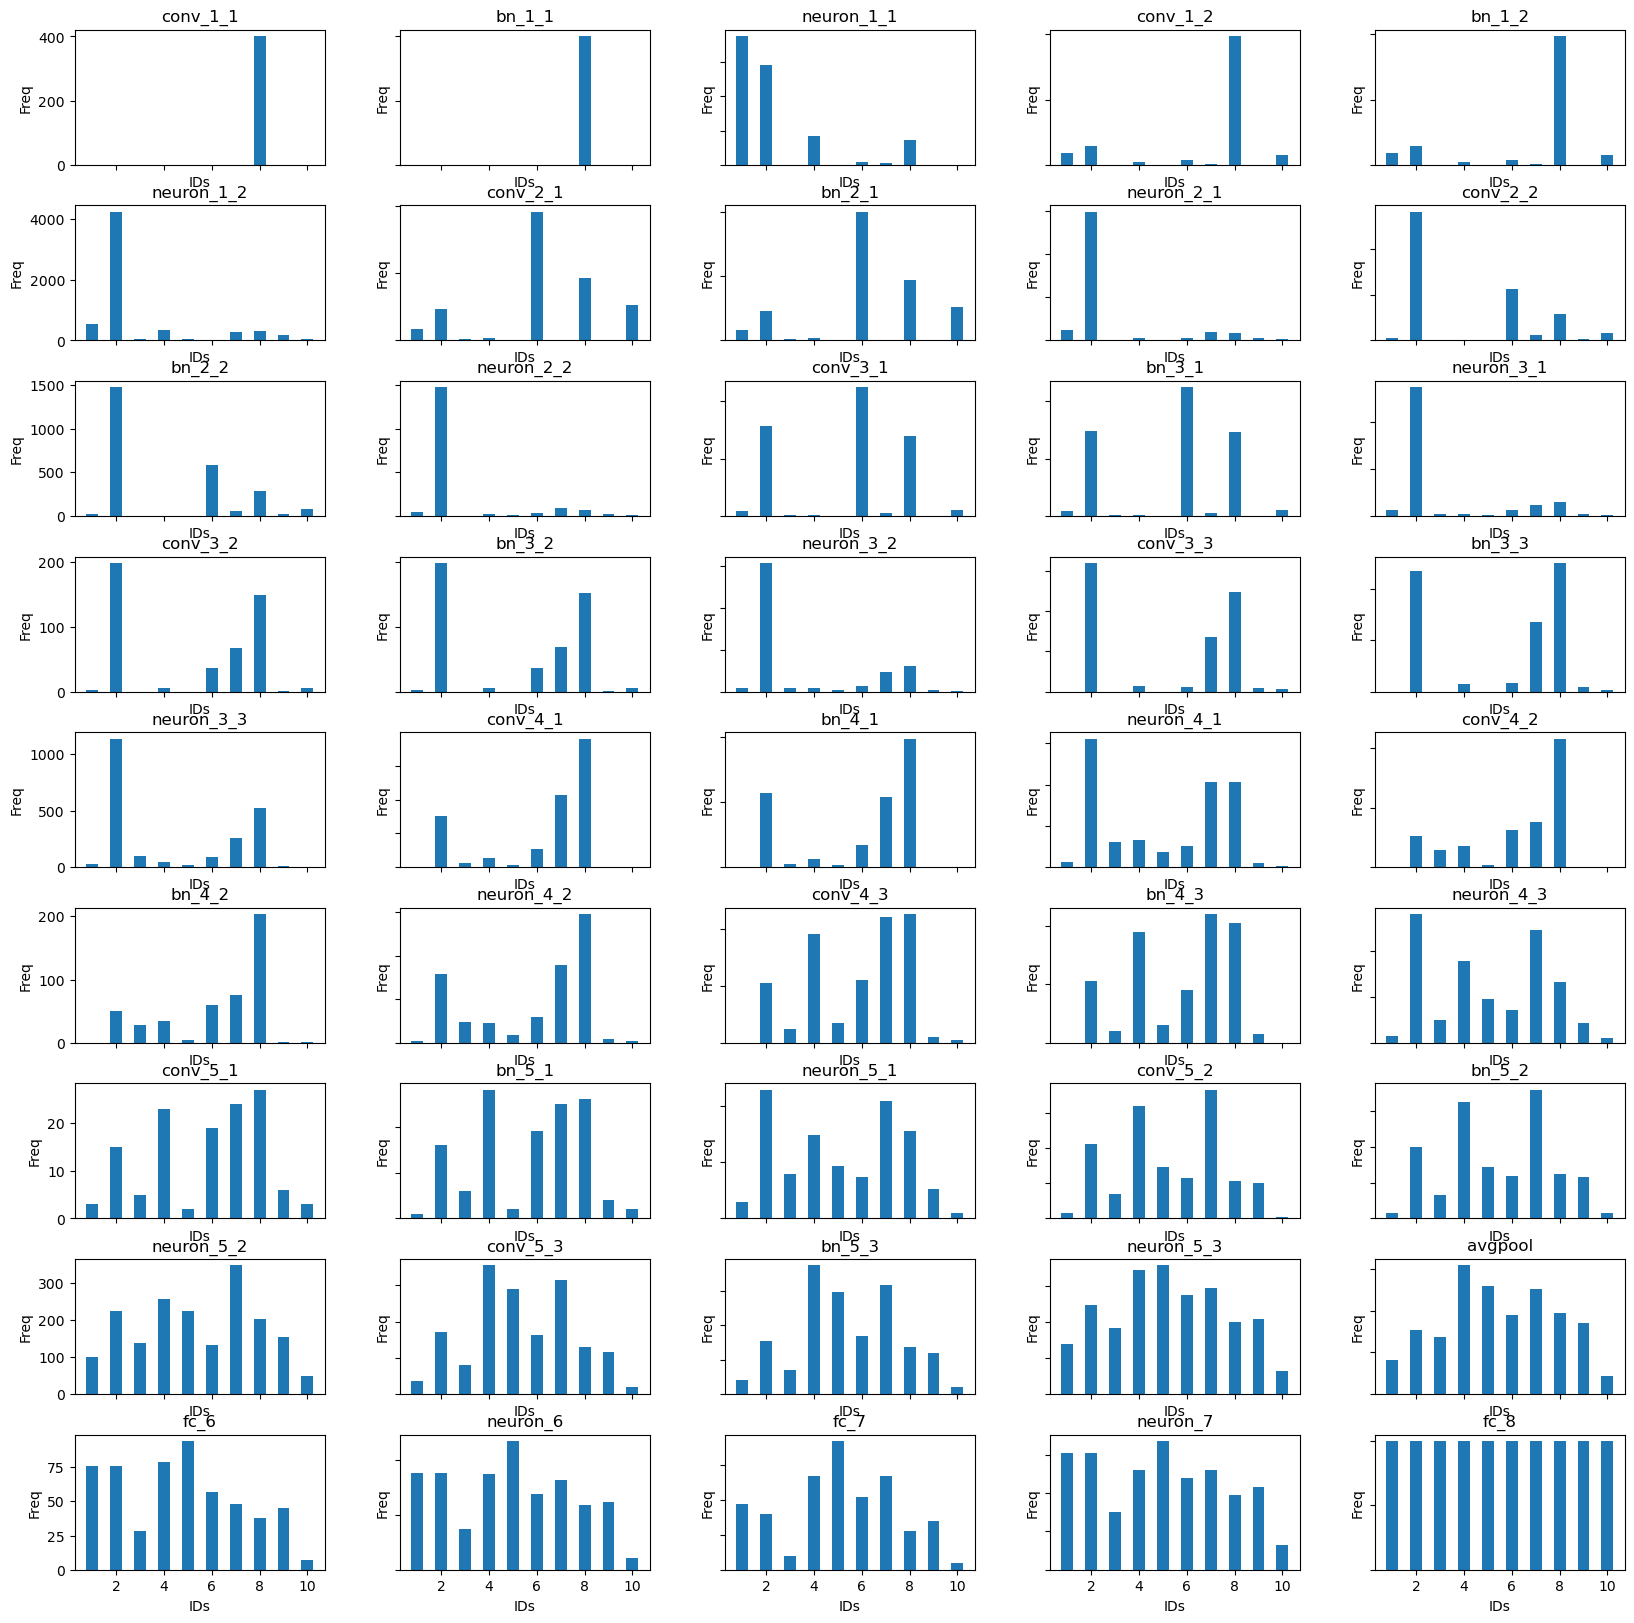 conv_1_1 bn_1_1 neuron_1_1 conv_1_2 bn_1_2
400
200
0
Freq Freq Freq Freq Freq
IDs IDs IDs IDs IDs
neuron_1_2 conv_2_1 bn_2_1 neuron_2_1 conv_2_2
4000
2000
0
Freq Freq Freq Freq Freq
IDs IDs IDs IDs IDs
bn_2_2 neuron_2_2 conv_3_1 bn_3_1 neuron_3_1
1500
1000
500
0
Freq Freq Freq Freq Freq
IDs IDs IDs IDs IDs
conv_3_2 bn_3_2 neuron_3_2 conv_3_3 bn_3_3
200
100
0
Freq Freq Freq Freq Freq
IDs IDs IDs IDs IDs
neuron_3_3 conv_4_1 bn_4_1 neuron_4_1 conv_4_2
1000
500
0
Freq Freq Freq Freq Freq
IDs IDs IDs IDs IDs
bn_4_2 neuron_4_2 conv_4_3 bn_4_3 neuron_4_3
200
100
0
Freq Freq Freq Freq Freq
IDs IDs IDs IDs IDs
conv_5_1 bn_5_1 neuron_5_1 conv_5_2 bn_5_2
20
10
0
Freq Freq Freq Freq Freq
IDs IDs IDs IDs IDs
neuron_5_2 conv_5_3 bn_5_3 neuron_5_3 avgpool
300
200
100
0
Freq Freq Freq Freq Freq
IDs IDs IDs IDs IDs
fc_6 neuron_6 fc_7 neuron_7 fc_8
75
50
25
0
Freq Freq Freq Freq Freq
2 4 6 8 10 2 4 6 8 10 2 4 6 8 10 2 4 6 8 10 2 4 6 8 10
IDs IDs IDs IDs IDs